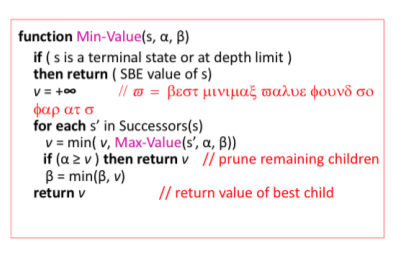 function Min-Value(s, α, β)
if ( s is a terminal state or at depth limit )
then return ( SBE value of s)
v = +∞ // ϖ = βεστ μινιμαξ ϖαλυε φουνδ σο
φαρ ατ σ
for each s’ in Successors(s)
v = min( v, Max-Value(s’, α, β))
if (α ≥ v ) then return v // prune remaining children
β = min(β, v)
return v // return value of best child